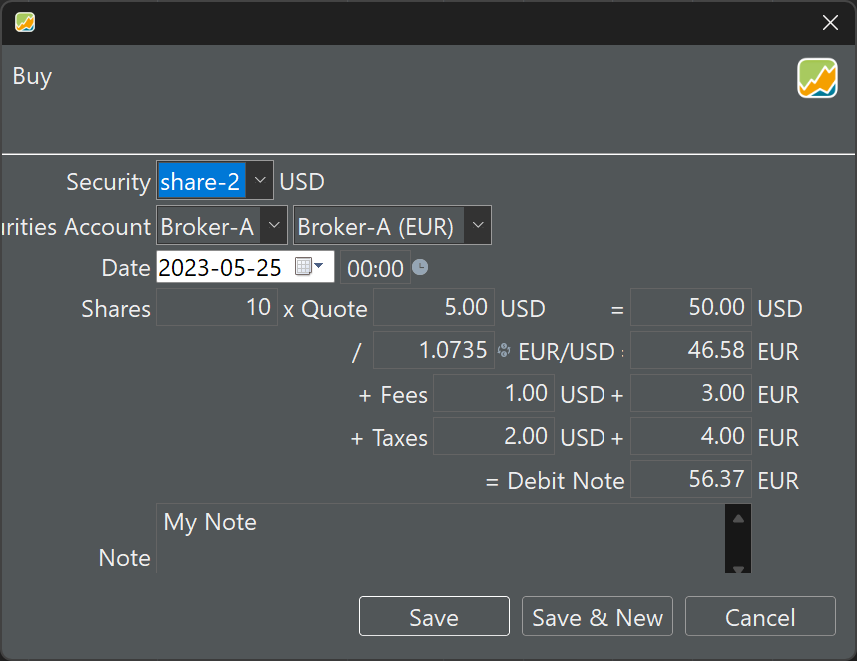 Buy
Security share-2 USD
urities Account Broker-A Broker-A (EUR)
Date 2023-05-25 00:00
Shares 10 x Quote 5.00 USD = 50.00 USD
/ 1.0735 EUR/USD : 46.58 EUR
+ Fees 1.00 USD + 3.00 EUR
+ Taxes 2.00 USD + 4.00 EUR
= Debit Note 56.37 EUR
My Note
Note
Save Save & New Cancel